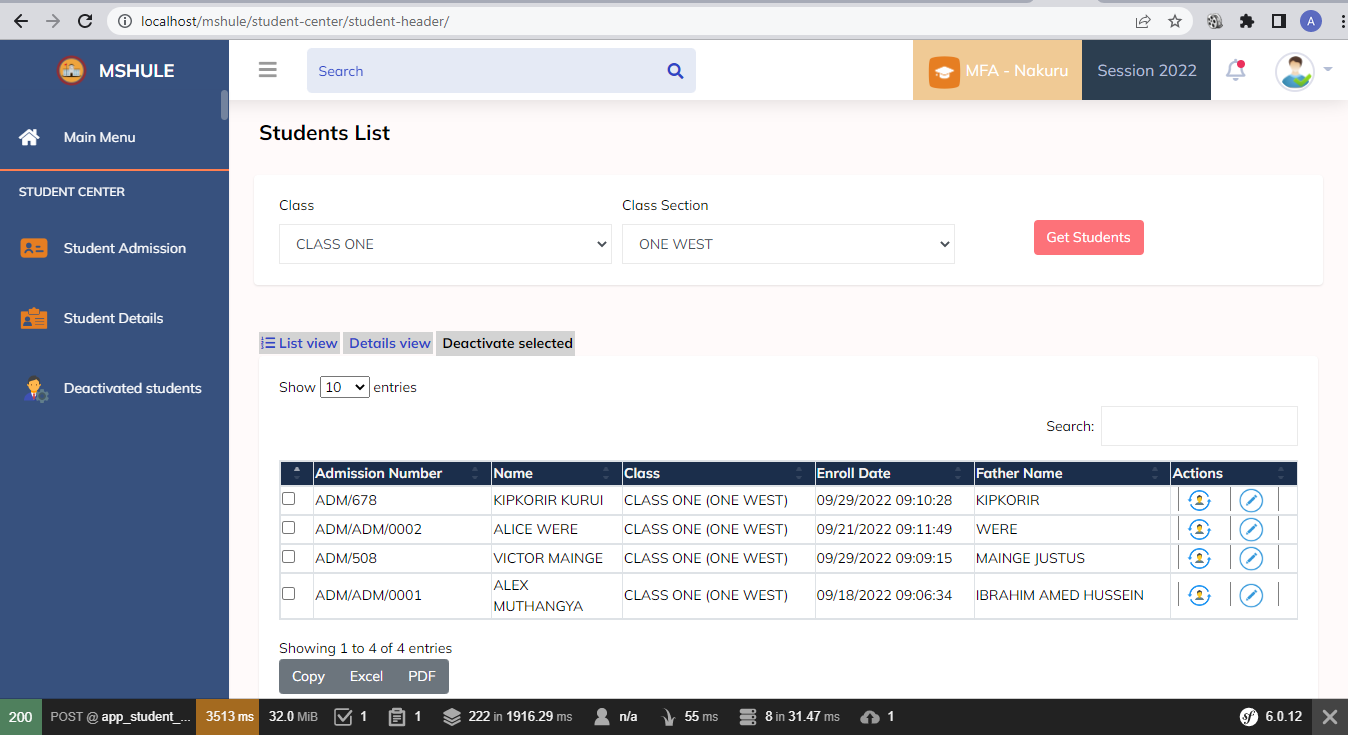 localhost/mshule/student-center/student-header/
A
MSHULE
Search
MFA - Nakuru
Session 2022
Main Menu
STUDENT CENTER
Student Admission
Student Details
Deactivated students
Students List
Class
Class Section
CLASS ONE
ONE WEST
Get Students
List view
Details view
Deactivate selected
Show 10 entries
Search:
Admission Number Name Class Enroll Date Father Name Actions
ADM/678 KIPKORIR KURUI CLASS ONE (ONE WEST) 09/29/2022 09:10:28 KIPKORIR
ADM/ADM/0002 ALICE WERE CLASS ONE (ONE WEST) 09/21/2022 09:11:49 WERE
ADM/508 VICTOR MAINGE CLASS ONE (ONE WEST) 09/29/2022 09:09:15 MAINGE JUSTUS
ADM/ADM/0001 ALEX MUTHANGYA CLASS ONE (ONE WEST) 09/18/2022 09:06:34 IBRAHIM AMED HUSSEIN
Showing 1 to 4 of 4 entries
Copy Excel PDF
200 POST @ app_student_... 3513 ms 32.0 MiB 1 1 222 in 1916.29 ms n/a 55 ms 8 in 31.47 ms 1 sf 6.0.12